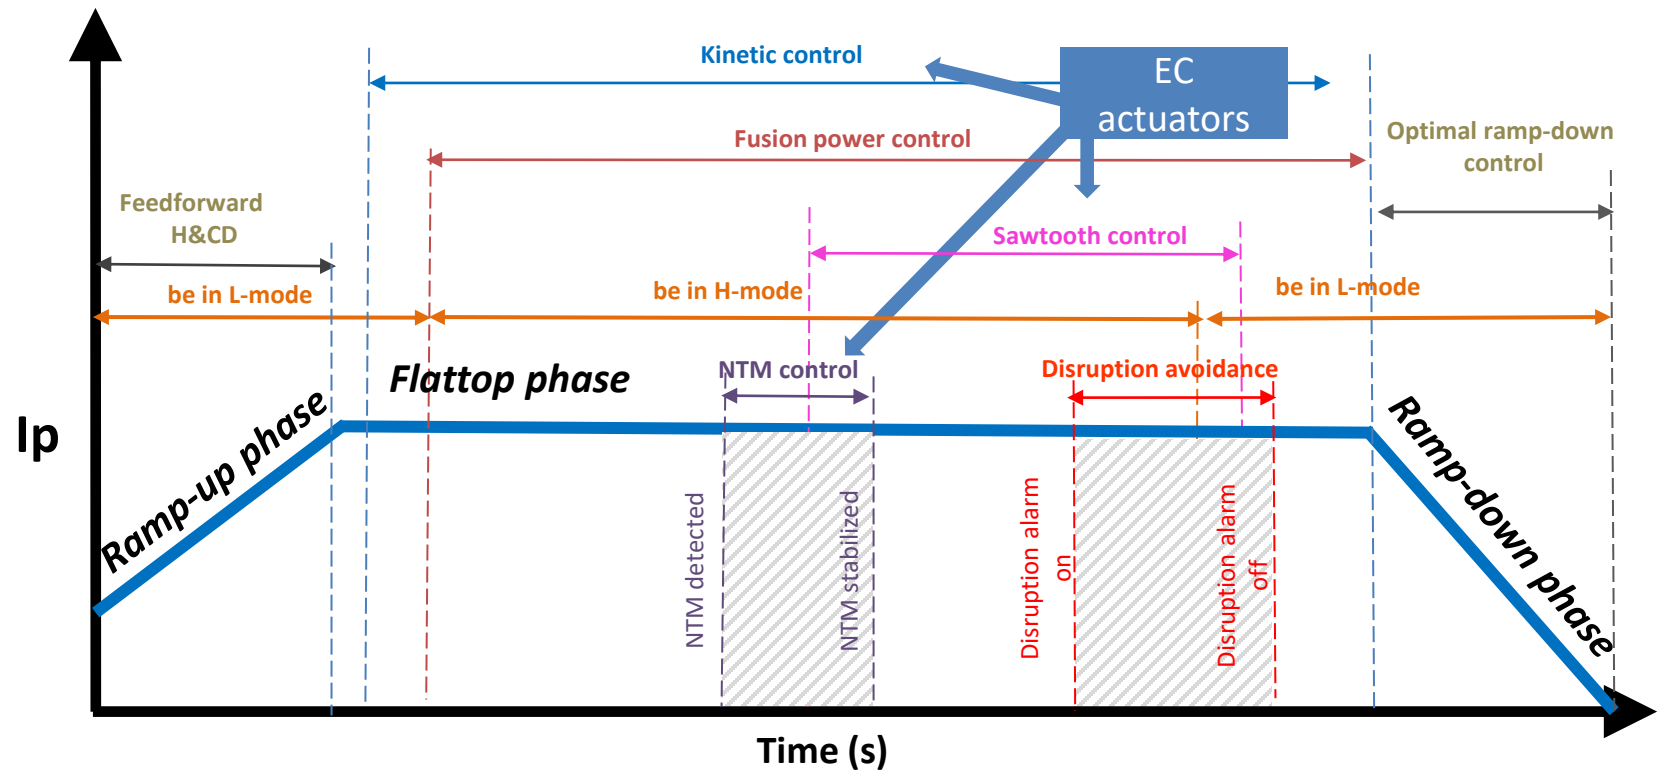 Kinetic control
EC
actuators
Fusion power control
Optimal ramp-down
control
Feedforward
H&CD
Sawtooth control
be in L-mode
be in H-mode
be in L-mode
Flattop phase
NTM control
Disruption avoidance
Ip
Ramp-up phase
Ramp-down phase
NTM detected
NTM stabilized
Disruption alarm
on
Disruption alarm
off
Time (s)